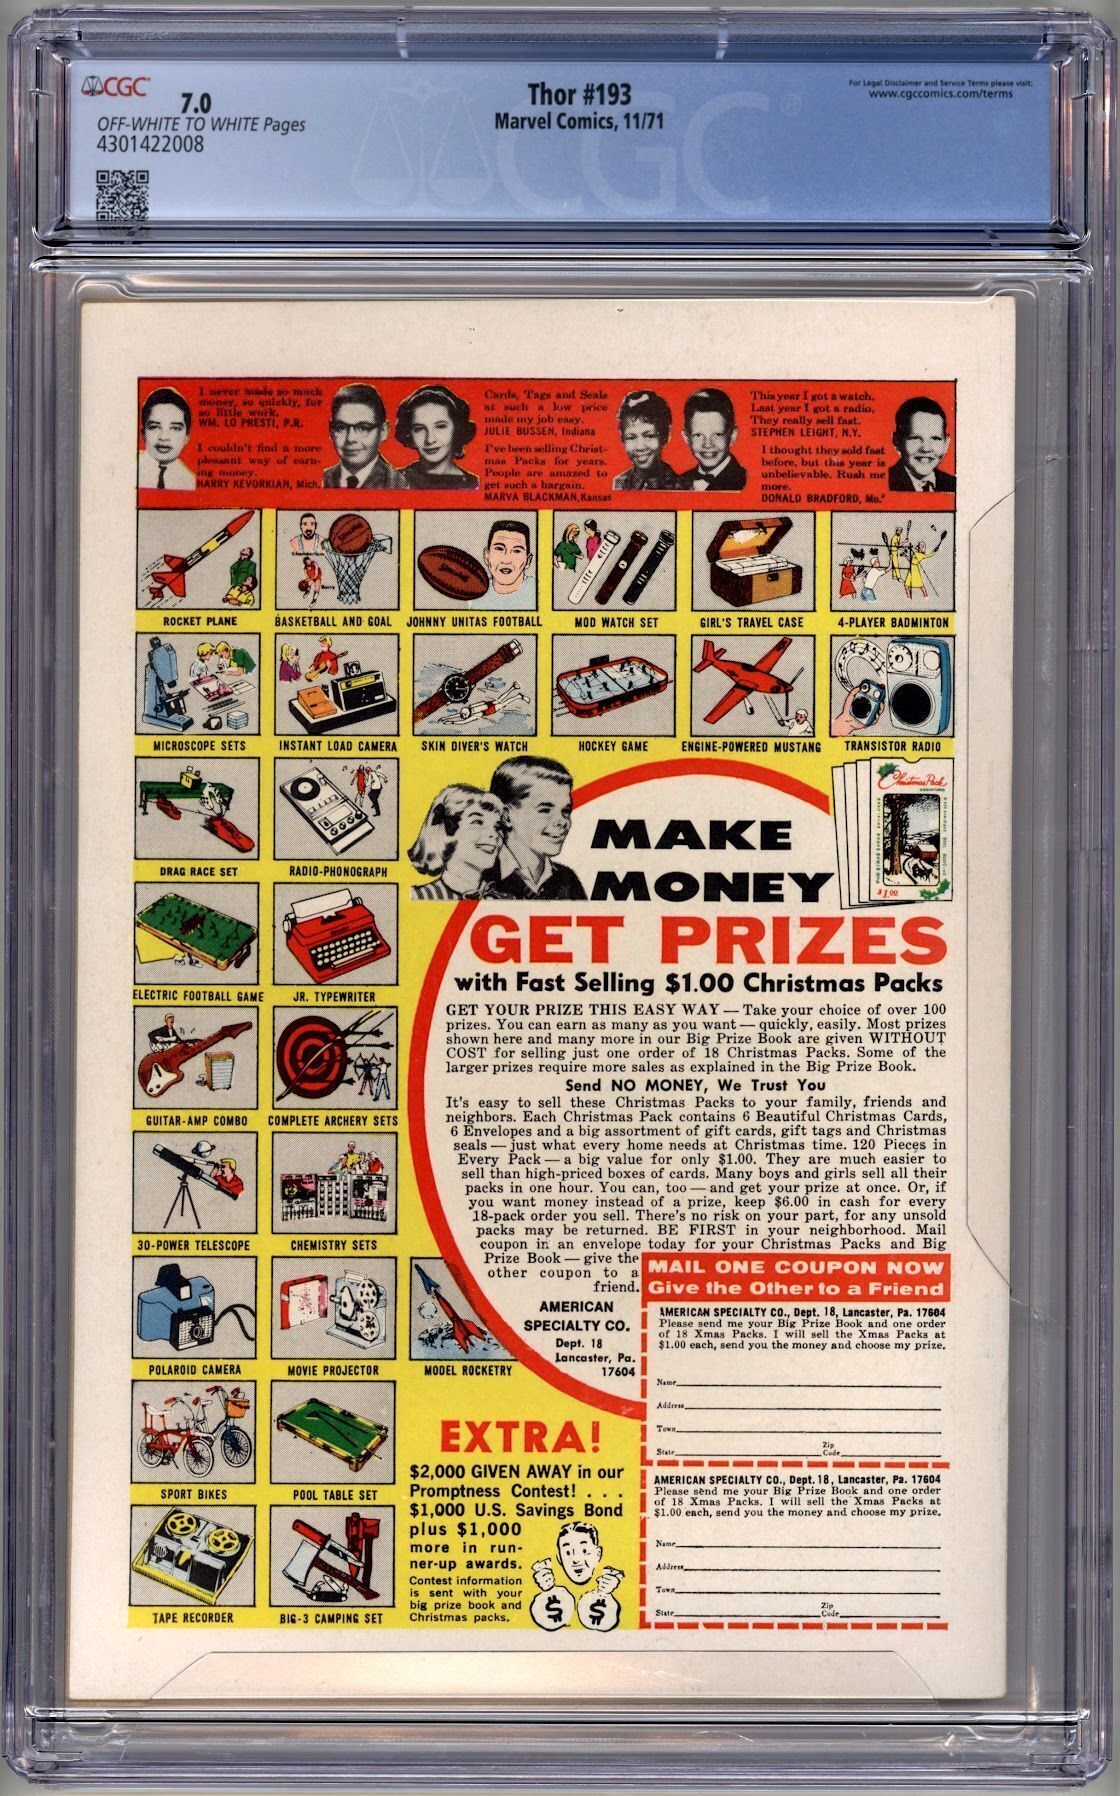 CGC
7.0
OFF-WHITE TO WHITE Pages
4301422008
Thor #193
Marvel Comics, 11/71
For Legal Disclaimer and Service Terms please visit:
www.cgccomics.com/terms
CGC
I never made so much
money, so quickly, for
so little work.
WM. LO PRESTI, P.R.
I couldn't find a more
pleasant way of earn-
ing money.
HARRY KEVORKIAN, Mich.
Cards, Tags and Seals
at such a low price
made my job easy.
JULIE BUSSEN, Indiana
I've been selling Christ-
mas Packs for years.
People are amazed to
get such a bargain.
MARVA BLACKMAN, Kansas
This year I got a watch.
Last year I got a radio.
They really sell fast.
STEPHEN LEIGHT, N.Y.
I thought they sold fast
before, but this year is
unbelievable. Rush me
more.
DONALD BRADFORD, Mo."
ROCKET PLANE
BASKETBALL AND GOAL
JOHNNY UNITAS FOOTBALL
MOD WATCH SET
GIRL'S TRAVEL CASE
4-PLAYER BADMINTON
MICROSCOPE SETS
INSTANT LOAD CAMERA
SKIN DIVER'S WATCH
HOCKEY GAME
ENGINE-POWERED MUSTANG
TRANSISTOR RADIO
DRAG RACE SET
RADIO-PHONOGRAPH
ELECTRIC FOOTBALL GAME
JR. TYPEWRITER
GUITAR-AMP COMBO
COMPLETE ARCHERY SETS
30-POWER TELESCOPE
CHEMISTRY SETS
POLAROID CAMERA
MOVIE PROJECTOR
MODEL ROCKETRY
SPORT BIKES
POOL TABLE SET
TAPE RECORDER
BIG-3 CAMPING SET
Christmas Pack
$1.00
MAKE
MONEY
GET PRIZES
with Fast Selling $1.00 Christmas Packs
GET YOUR PRIZE THIS EASY WAY — Take your choice of over 100
prizes. You can earn as many as you want — quickly, easily. Most prizes
shown here and many more in our Big Prize Book are given WITHOUT
COST for selling just one order of 18 Christmas Packs. Some of the
larger prizes require more sales as explained in the Big Prize Book.
Send NO MONEY, We Trust You
It's easy to sell these Christmas Packs to your family, friends and
neighbors. Each Christmas Pack contains 6 Beautiful Christmas Cards,
6 Envelopes and a big assortment of gift cards, gift tags and Christmas
seals — just what every home needs at Christmas time. 120 Pieces in
Every Pack — a big value for only $1.00. They are much easier to
sell than high-priced boxes of cards. Many boys and girls sell all their
packs in one hour. You can, too — and get your prize at once. Or, if
you want money instead of a prize, keep $6.00 in cash for every
18-pack order you sell. There's no risk on your part, for any unsold
packs may be returned. BE FIRST in your neighborhood. Mail
coupon in an envelope today for your Christmas Packs and Big
Prize Book — give the
other coupon to a
friend.
AMERICAN
SPECIALTY CO.
Dept. 18
Lancaster, Pa.
17604
MAIL ONE COUPON NOW
Give the Other to a Friend
AMERICAN SPECIALTY CO., Dept. 18, Lancaster, Pa. 17604
Please send me your Big Prize Book and one order
of 18 Xmas Packs. I will sell the Xmas Packs at
$1.00 each, send you the money and choose my prize.
Name
Address
Town
State Zip Code
AMERICAN SPECIALTY CO., Dept. 18, Lancaster, Pa. 17604
Please send me your Big Prize Book and one order
of 18 Xmas Packs. I will sell the Xmas Packs at
$1.00 each, send you the money and choose my prize.
Name
Address
Town
State Zip Code
EXTRA!
$2,000 GIVEN AWAY in our
Promptness Contest! . . .
$1,000 U.S. Savings Bond
plus $1,000
more in run-
ner-up awards.
Contest information
is sent with your
big prize book and
Christmas packs.
$ $